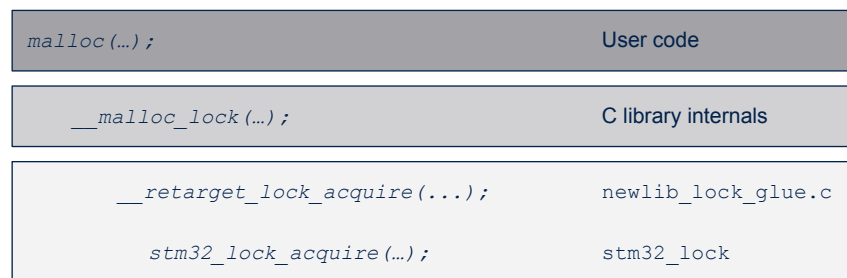 malloc(…); User code
__malloc_lock(…); C library internals
__retarget_lock_acquire(...); newlib_lock_glue.c
stm32_lock_acquire(…); stm32_lock